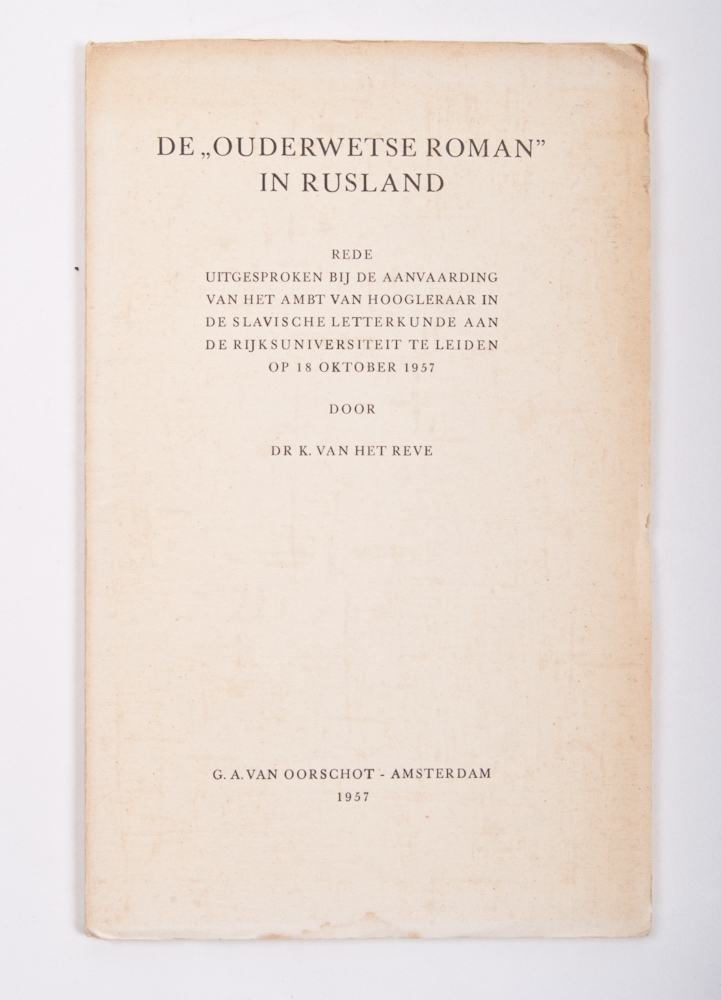 DE „OUDERWETSE ROMAN”
IN RUSLAND
REDE
UITGESPROKEN BIJ DE AANVAARDING
VAN HET AMBT VAN HOOGLERAAR IN
DE SLAVISCHE LETTERKUNDE AAN
DE RIJKSUNIVERSITEIT TE LEIDEN
OP 18 OKTOBER 1957
DOOR
DR K. VAN HET REVE
G. A. VAN OORSCHOT - AMSTERDAM
1957